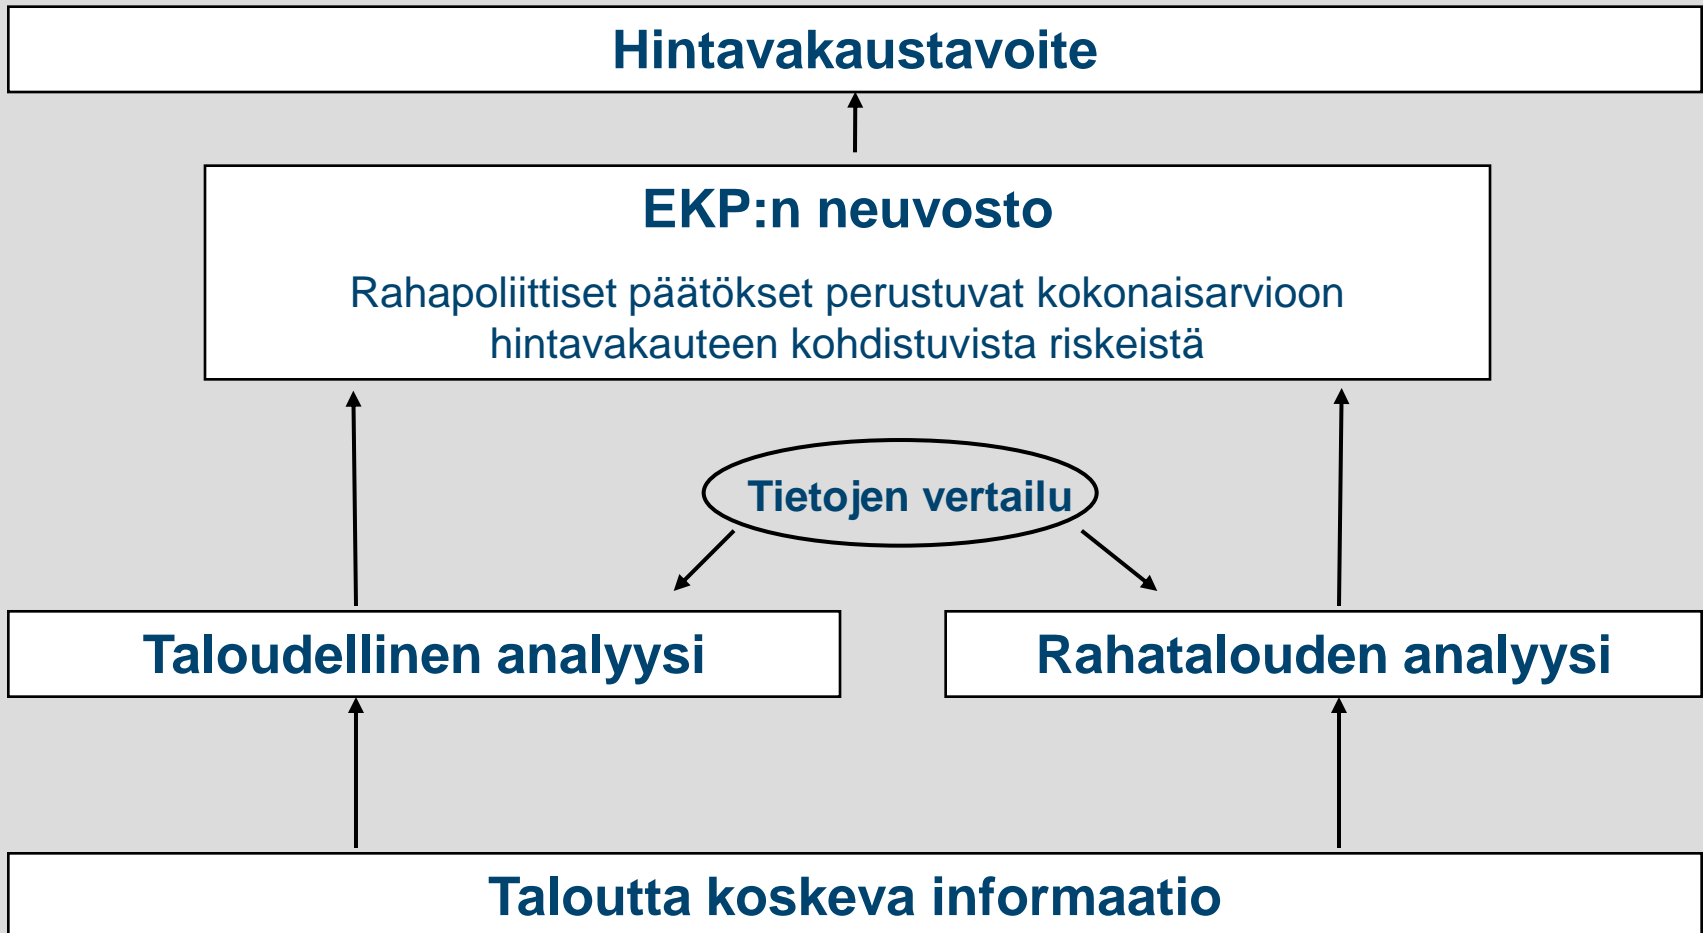 Hintavakaustavoite
EKP:n neuvosto
Rahapoliittiset päätökset perustuvat kokonaisarvioon
hintavakauteen kohdistuvista riskeistä
Tietojen vertailu
Taloudellinen analyysi
Rahatalouden analyysi
Taloutta koskeva informaatio